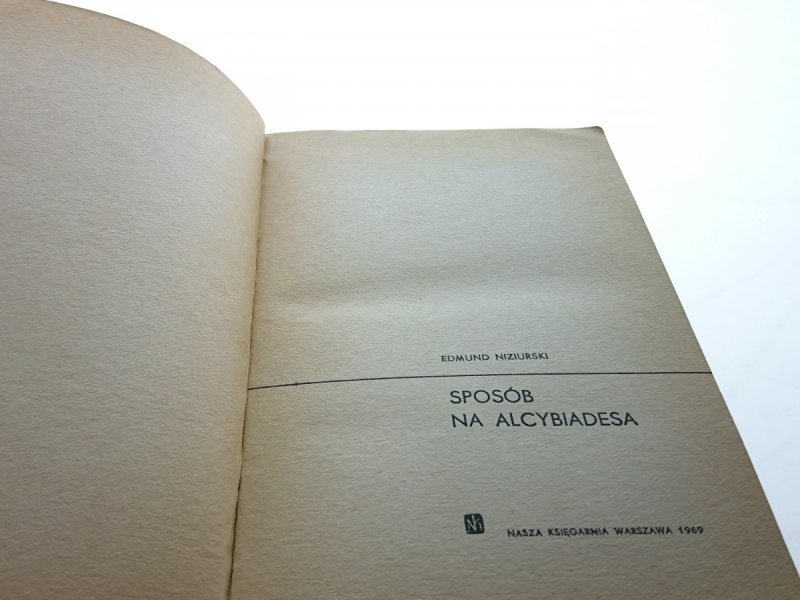 EDMUND NIZIURSKI
SPOSÓB
NA ALCYBIADESA
NASZA KSIĘGARNIA WARSZAWA 1969